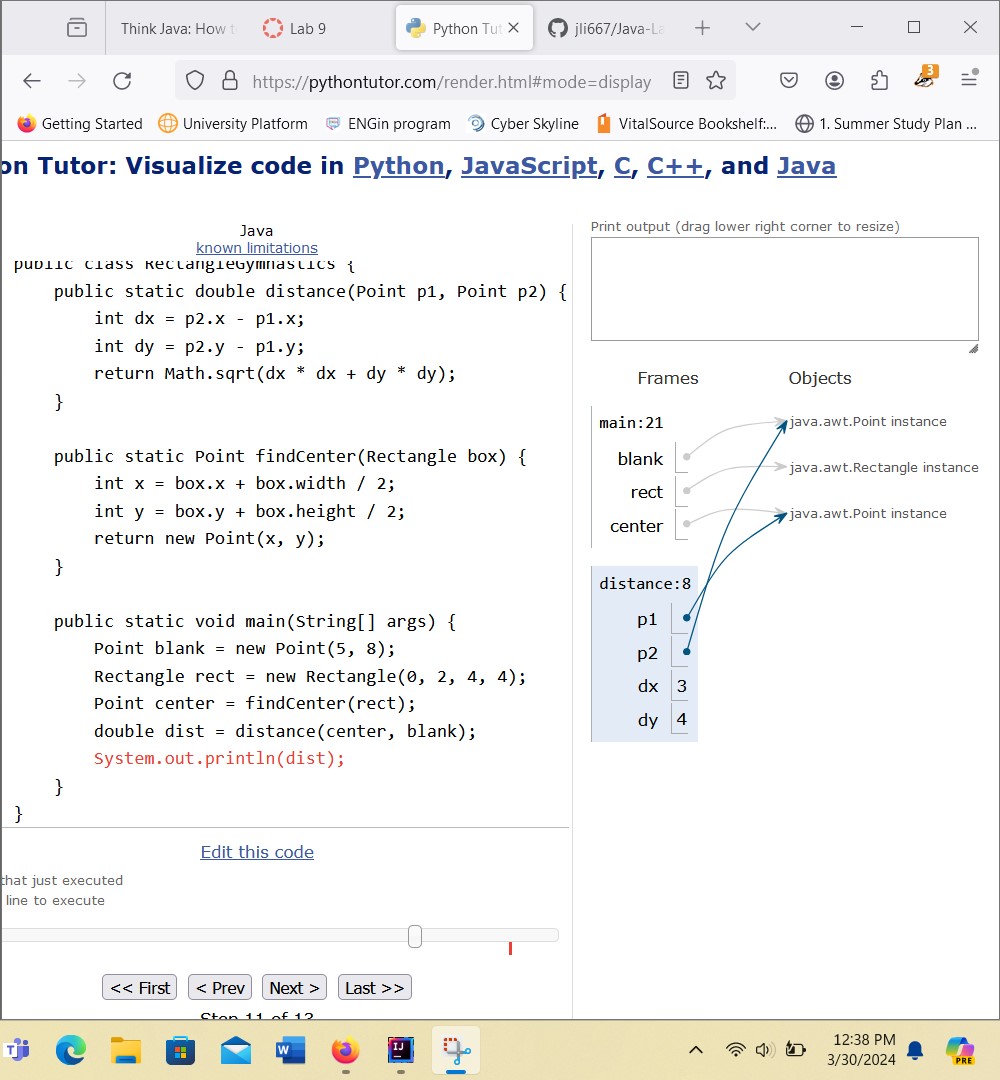 Think Java: How t
Lab 9
Python Tut
jli667/Java-La
https://pythontutor.com/render.html#mode=display
3
Getting Started
University Platform
ENGin program
Cyber Skyline
VitalSource Bookshelf:...
1. Summer Study Plan ...
on Tutor: Visualize code in Python, JavaScript, C, C++, and Java
Java
known limitations
public class RectangleGymnastics {
    public static double distance(Point p1, Point p2) {
        int dx = p2.x - p1.x;
        int dy = p2.y - p1.y;
        return Math.sqrt(dx * dx + dy * dy);
    }
    public static Point findCenter(Rectangle box) {
        int x = box.x + box.width / 2;
        int y = box.y + box.height / 2;
        return new Point(x, y);
    }
    public static void main(String[] args) {
        Point blank = new Point(5, 8);
        Rectangle rect = new Rectangle(0, 2, 4, 4);
        Point center = findCenter(rect);
        double dist = distance(center, blank);
        System.out.println(dist);
    }
}
Edit this code
that just executed
line to execute
<< First
< Prev
Next >
Last >>
Step 11 of 13
Print output (drag lower right corner to resize)
Frames
Objects
main:21
blank
rect
center
java.awt.Point instance
java.awt.Rectangle instance
java.awt.Point instance
distance:8
p1
p2
dx 3
dy 4
T
W
IJ
12:38 PM
3/30/2024
PRE